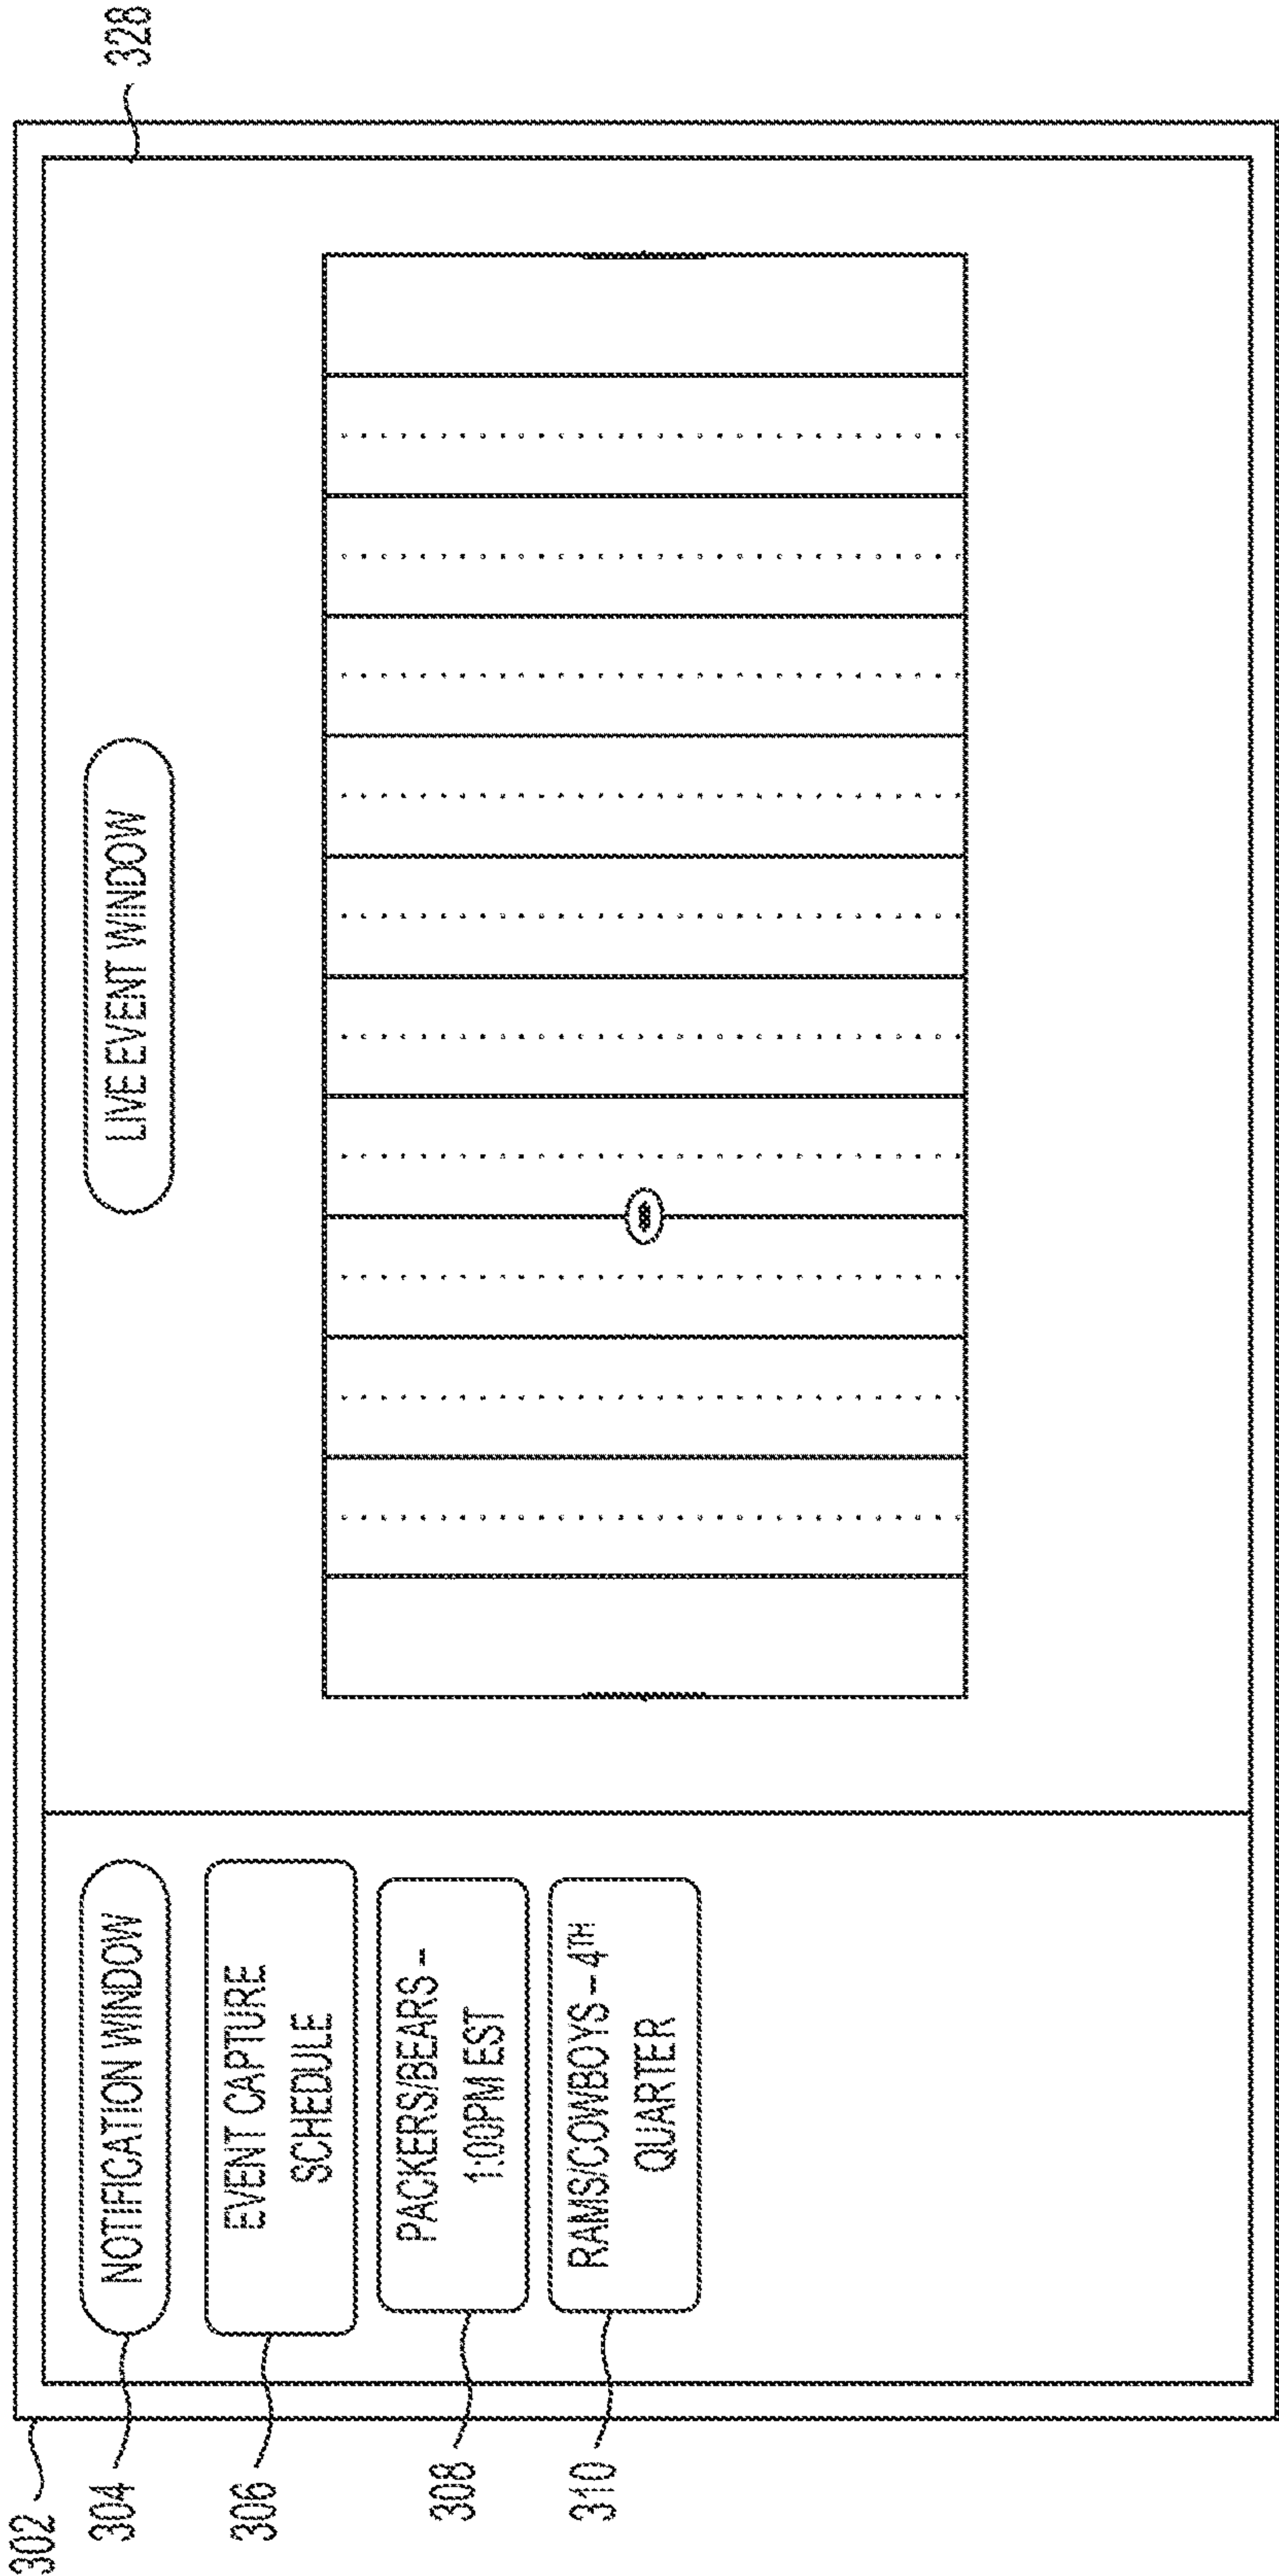 302
304
NOTIFICATION WINDOW
306
EVENT CAPTURE
SCHEDULE
308
PACKERS/BEARS -
1:00PM EST
310
RAMS/COWBOYS - 4TH
QUARTER
LIVE EVENT WINDOW
328